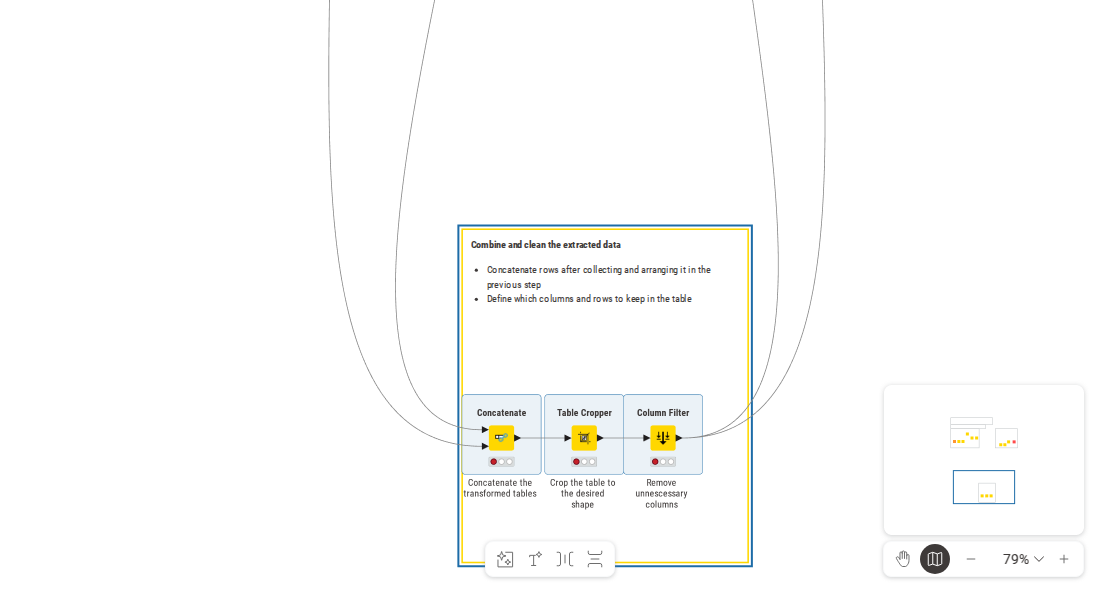 Combine and clean the extracted data
• Concatenate rows after collecting and arranging it in the
previous step
• Define which columns and rows to keep in the table
Concatenate
Table Cropper
Column Filter
Concatenate the
transformed tables
Crop the table to
the desired
shape
Remove
unnescessary
columns
79%